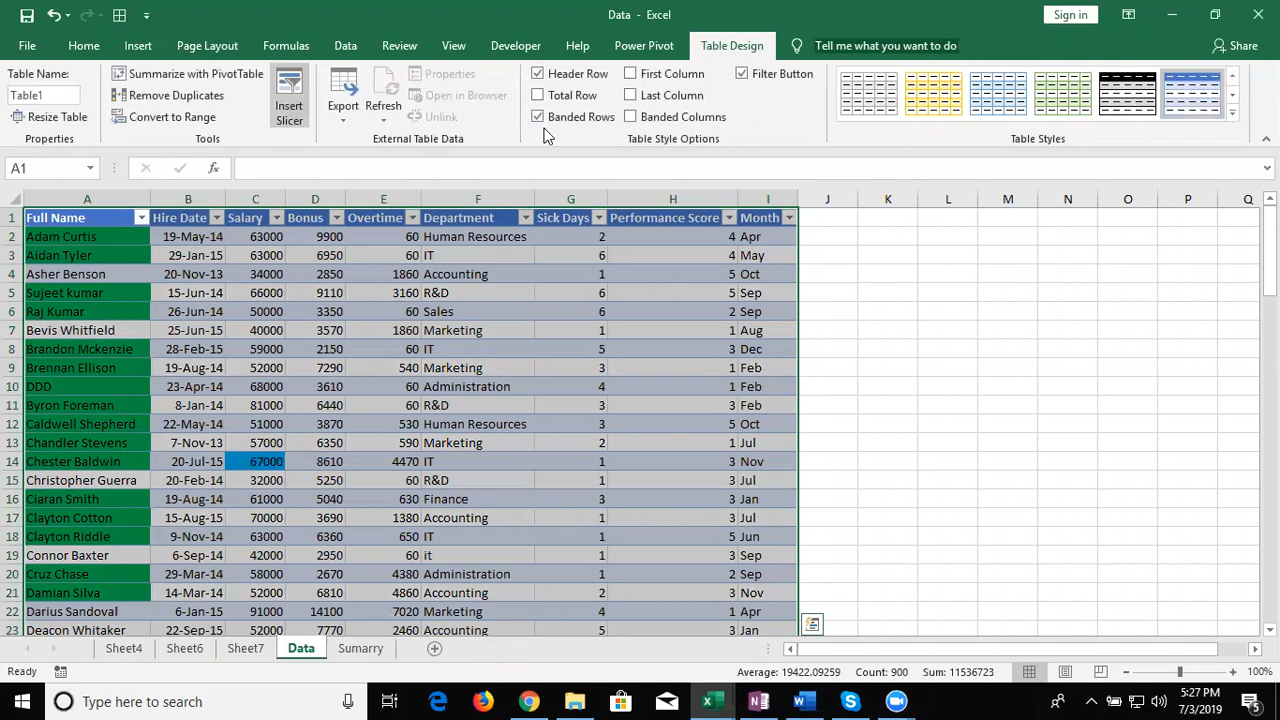 Data - Excel
Sign in
File Home Insert Page Layout Formulas Data Review View Developer Help Power Pivot Table Design Tell me what you want to do Share
Table Name:
Table1
Resize Table
Properties
Summarize with PivotTable
Remove Duplicates
Convert to Range
Insert
Slicer
Tools
Export
Refresh
Properties
Open in Browser
Unlink
External Table Data
Header Row First Column Filter Button
Total Row Last Column
Banded Rows Banded Columns
Table Style Options
Table Styles
A1
fx
A B C D E F G H I J K L M N O P Q
1 Full Name Hire Date Salary Bonus Overtime Department Sick Days Performance Score Month
2 Adam Curtis 19-May-14 63000 9900 60 Human Resources 2 4 Apr
3 Aidan Tyler 29-Jan-15 63000 6950 60 IT 6 4 May
4 Asher Benson 20-Nov-13 34000 2850 1860 Accounting 1 5 Oct
5 Sujeet kumar 15-Jun-14 66000 9110 3160 R&D 6 5 Sep
6 Raj Kumar 26-Jun-14 50000 3350 60 Sales 6 2 Sep
7 Bevis Whitfield 25-Jun-15 40000 3570 1860 Marketing 1 1 Aug
8 Brandon Mckenzie 28-Feb-15 59000 2150 60 IT 5 3 Dec
9 Brennan Ellison 19-Aug-14 52000 7290 540 Marketing 3 1 Feb
10 DDD 23-Apr-14 68000 3610 60 Administration 4 1 Feb
11 Byron Foreman 8-Jan-14 81000 6440 60 R&D 3 3 Feb
12 Caldwell Shepherd 22-May-14 51000 3870 530 Human Resources 3 5 Oct
13 Chandler Stevens 7-Nov-13 57000 6350 590 Marketing 2 1 Jul
14 Chester Baldwin 20-Jul-15 67000 8610 4470 IT 1 3 Nov
15 Christopher Guerra 20-Feb-14 32000 5250 60 R&D 1 3 Jul
16 Ciaran Smith 19-Aug-14 61000 5040 630 Finance 3 3 Jan
17 Clayton Cotton 15-Aug-15 70000 3690 1380 Accounting 1 3 Jul
18 Clayton Riddle 9-Nov-14 63000 6360 650 IT 1 5 Jun
19 Connor Baxter 6-Sep-14 42000 2950 60 it 1 3 Sep
20 Cruz Chase 29-Mar-14 58000 2670 4380 Administration 1 2 Sep
21 Damian Silva 14-Mar-14 52000 6810 4860 Accounting 2 3 Nov
22 Darius Sandoval 6-Jan-15 91000 14100 7020 Marketing 4 1 Apr
23 Deacon Whitaker 22-Sep-15 52000 7770 2460 Accounting 5 3 Jan
Sheet4 Sheet6 Sheet7 Data Sumarry
Ready Average: 19422.09259 Count: 900 Sum: 11536723 100%
Type here to search
5:27 PM
7/3/2019
5